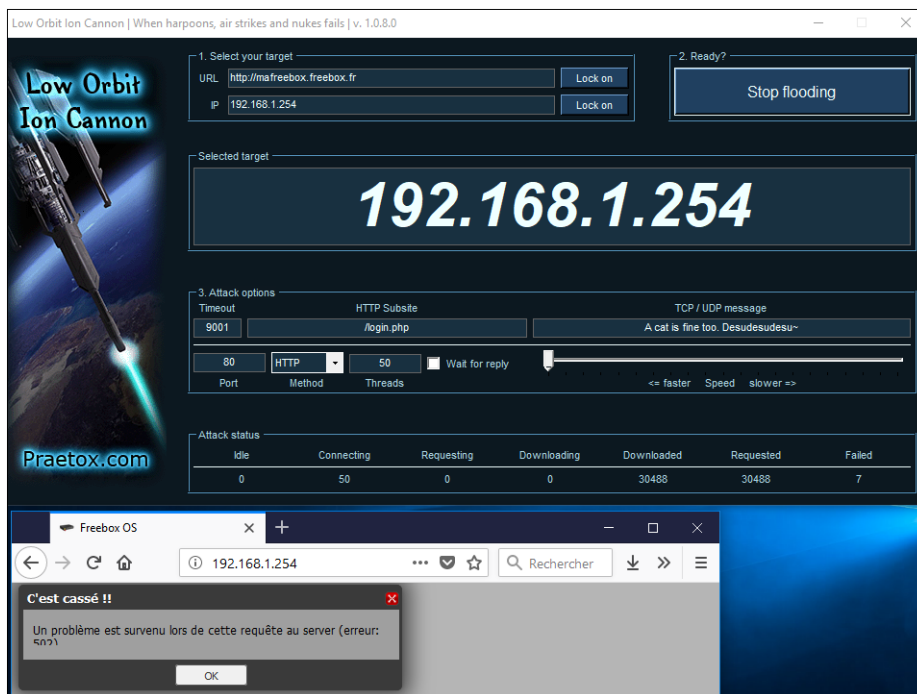 Low Orbit Ion Cannon | When harpoons, air strikes and nukes fails | v. 1.0.8.0
Low Orbit
Ion Cannon
Praetox.com
1. Select your target
URL http://mafreebox.freebox.fr Lock on
IP 192.168.1.254 Lock on
2. Ready?
Stop flooding
Selected target
192.168.1.254
3. Attack options
Timeout HTTP Subsite TCP / UDP message
9001 /login.php A cat is fine too. Desudesudesu~
80 HTTP 50 Wait for reply
Port Method Threads <= faster Speed slower =>
Attack status
Idle Connecting Requesting Downloading Downloaded Requested Failed
0 50 0 0 30488 30488 7
Freebox OS
192.168.1.254 Rechercher
C'est cassé !!
Un problème est survenu lors de cette requête au server (erreur:
502)
OK